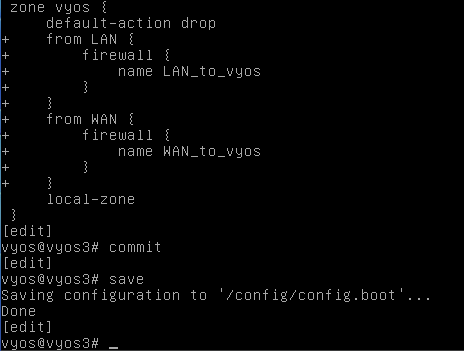 zone vyos {
     default-action drop
+    from LAN {
+        firewall {
+            name LAN_to_vyos
+        }
+    }
+    from WAN {
+        firewall {
+            name WAN_to_vyos
+        }
+    }
     local-zone
 }
[edit]
vyos@vyos3# commit
[edit]
vyos@vyos3# save
Saving configuration to '/config/config.boot'...
Done
[edit]
vyos@vyos3# _